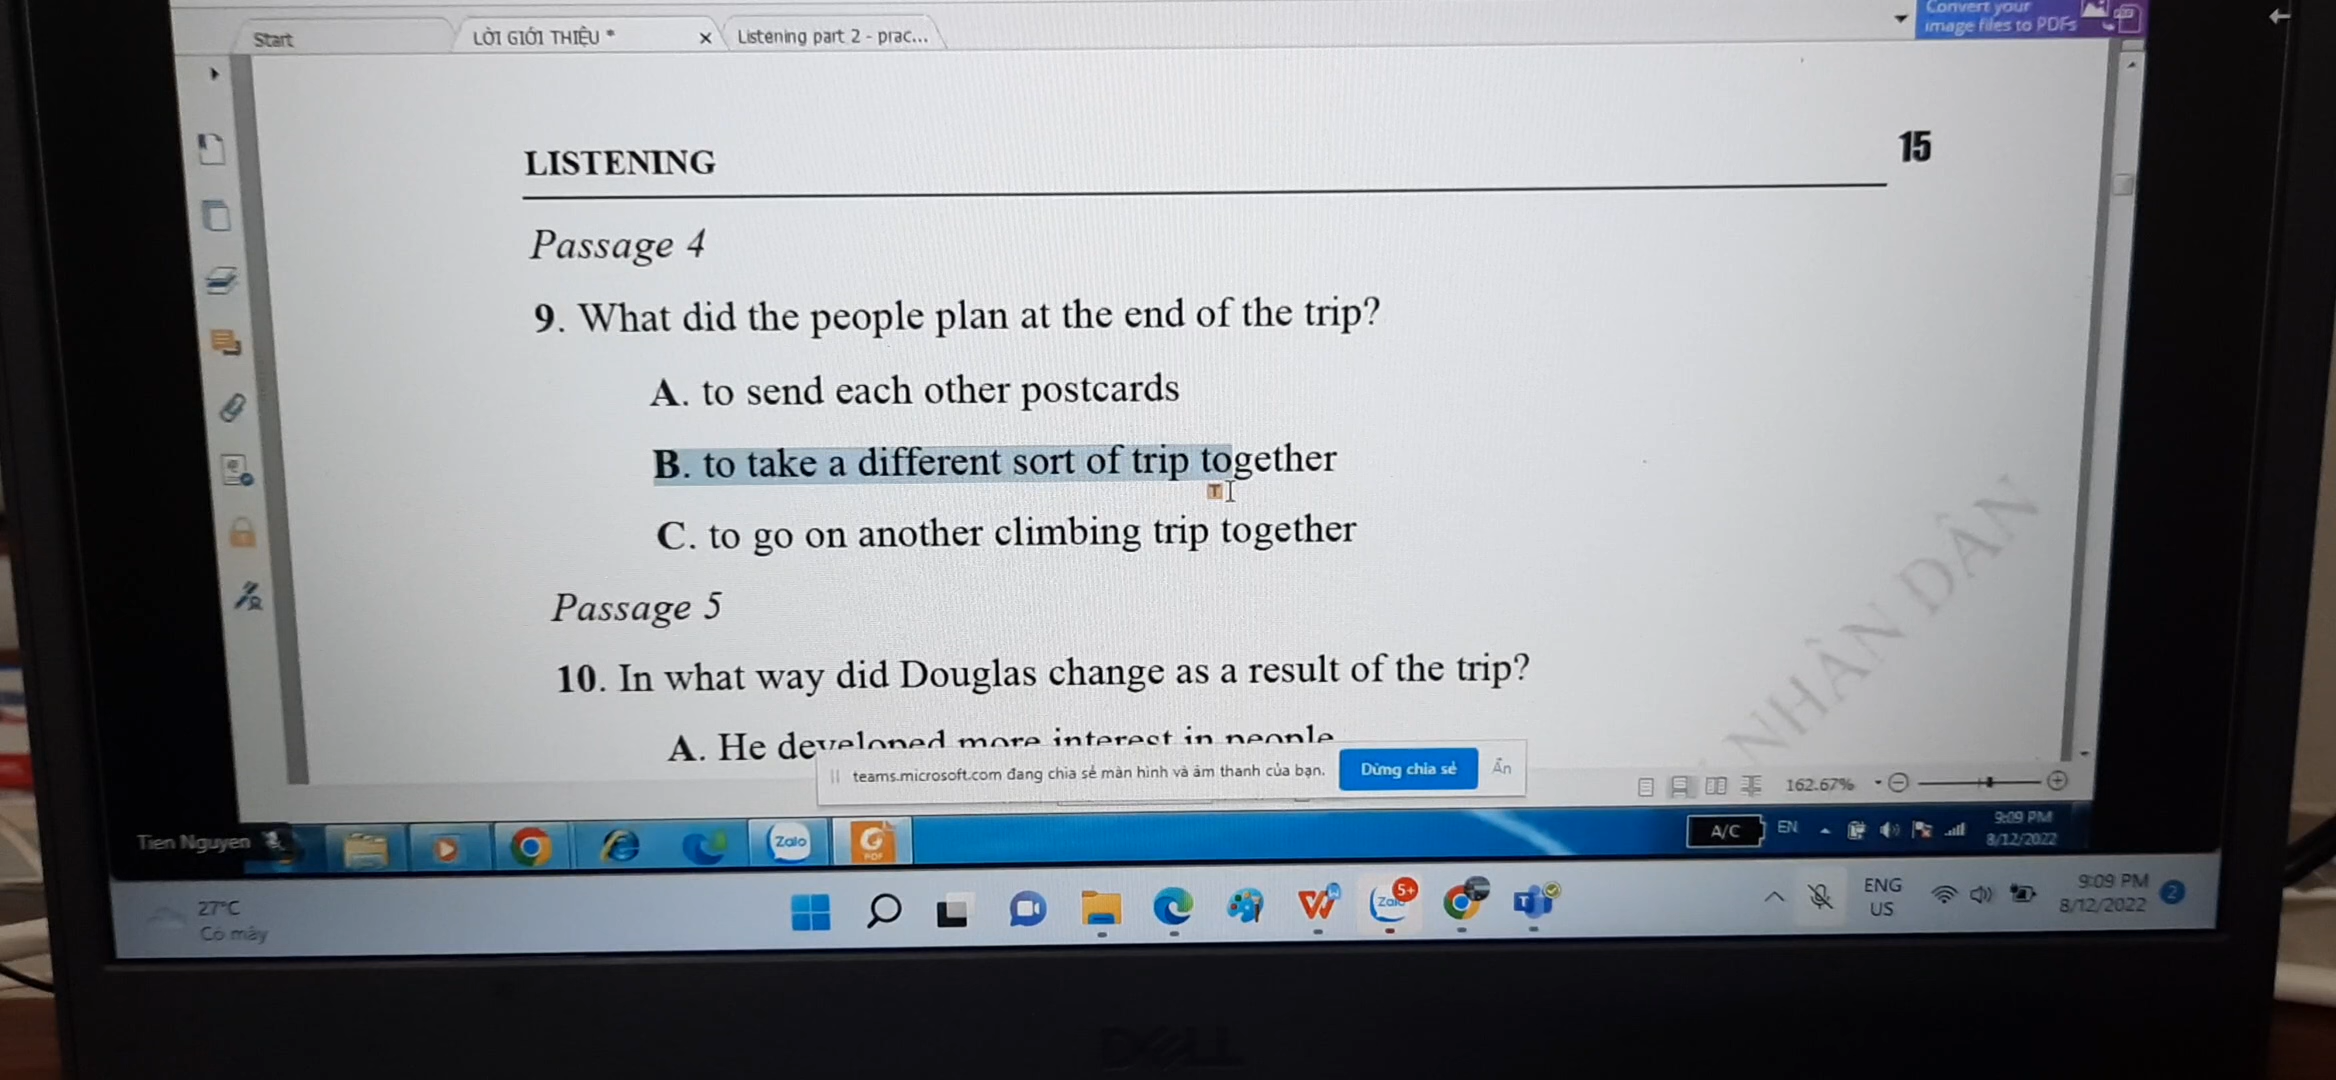 Convert your
image files to PDFs
Start
LỜI GIỚI THIỆU *
x
Listening part 2 - prac...
LISTENING
15
Passage 4
9. What did the people plan at the end of the trip?
A. to send each other postcards
B. to take a different sort of trip together
C. to go on another climbing trip together
Passage 5
10. In what way did Douglas change as a result of the trip?
A. He developed more interest in people
NHÂN DÂN
teams.microsoft.com đang chia sẻ màn hình và âm thanh của bạn.
Dừng chia sẻ
Ẩn
162.67%
Tien Nguyen
Zalo
PDF
A/C
EN
9:09 PM
8/12/2022
27°C
Có mây
Zalo
5+
T
ENG
US
9:09 PM
8/12/2022
2
DELL